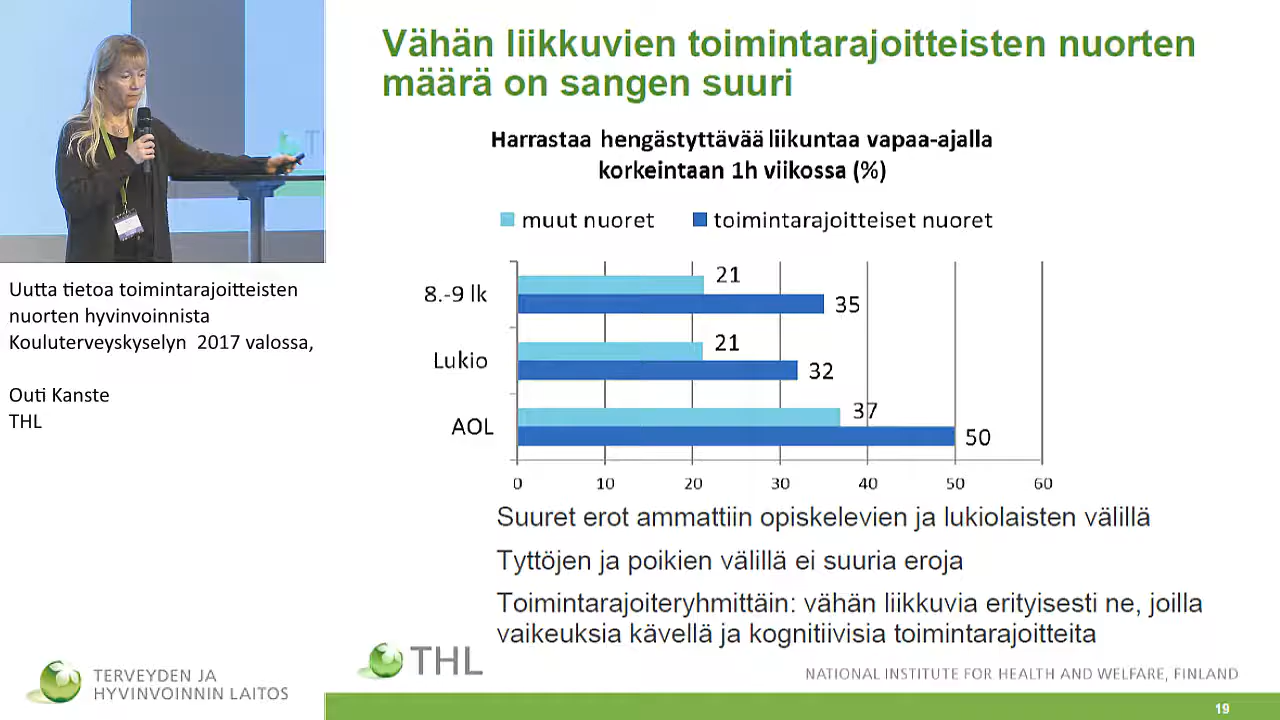 Vähän liikkuvien toimintarajoitteisten nuorten
määrä on sangen suuri
Harrastaa hengästyttävää liikuntaa vapaa-ajalla
korkeintaan 1h viikossa (%)
muut nuoret
toimintarajoitteiset nuoret
8.-9 lk
21
35
Lukio
21
32
AOL
37
50
0 10 20 30 40 50 60
Suuret erot ammattiin opiskelevien ja lukiolaisten välillä
Tyttöjen ja poikien välillä ei suuria eroja
Toimintarajoiteryhmittäin: vähän liikkuvia erityisesti ne, joilla
vaikeuksia kävellä ja kognitiivisia toimintarajoitteita
THL
NATIONAL INSTITUTE FOR HEALTH AND WELFARE, FINLAND
19
Uutta tietoa toimintarajoitteisten
nuorten hyvinvoinnista
Kouluterveyskyselyn 2017 valossa,
Outi Kanste
THL
TERVEYDEN JA
HYVINVOINNIN LAITOS